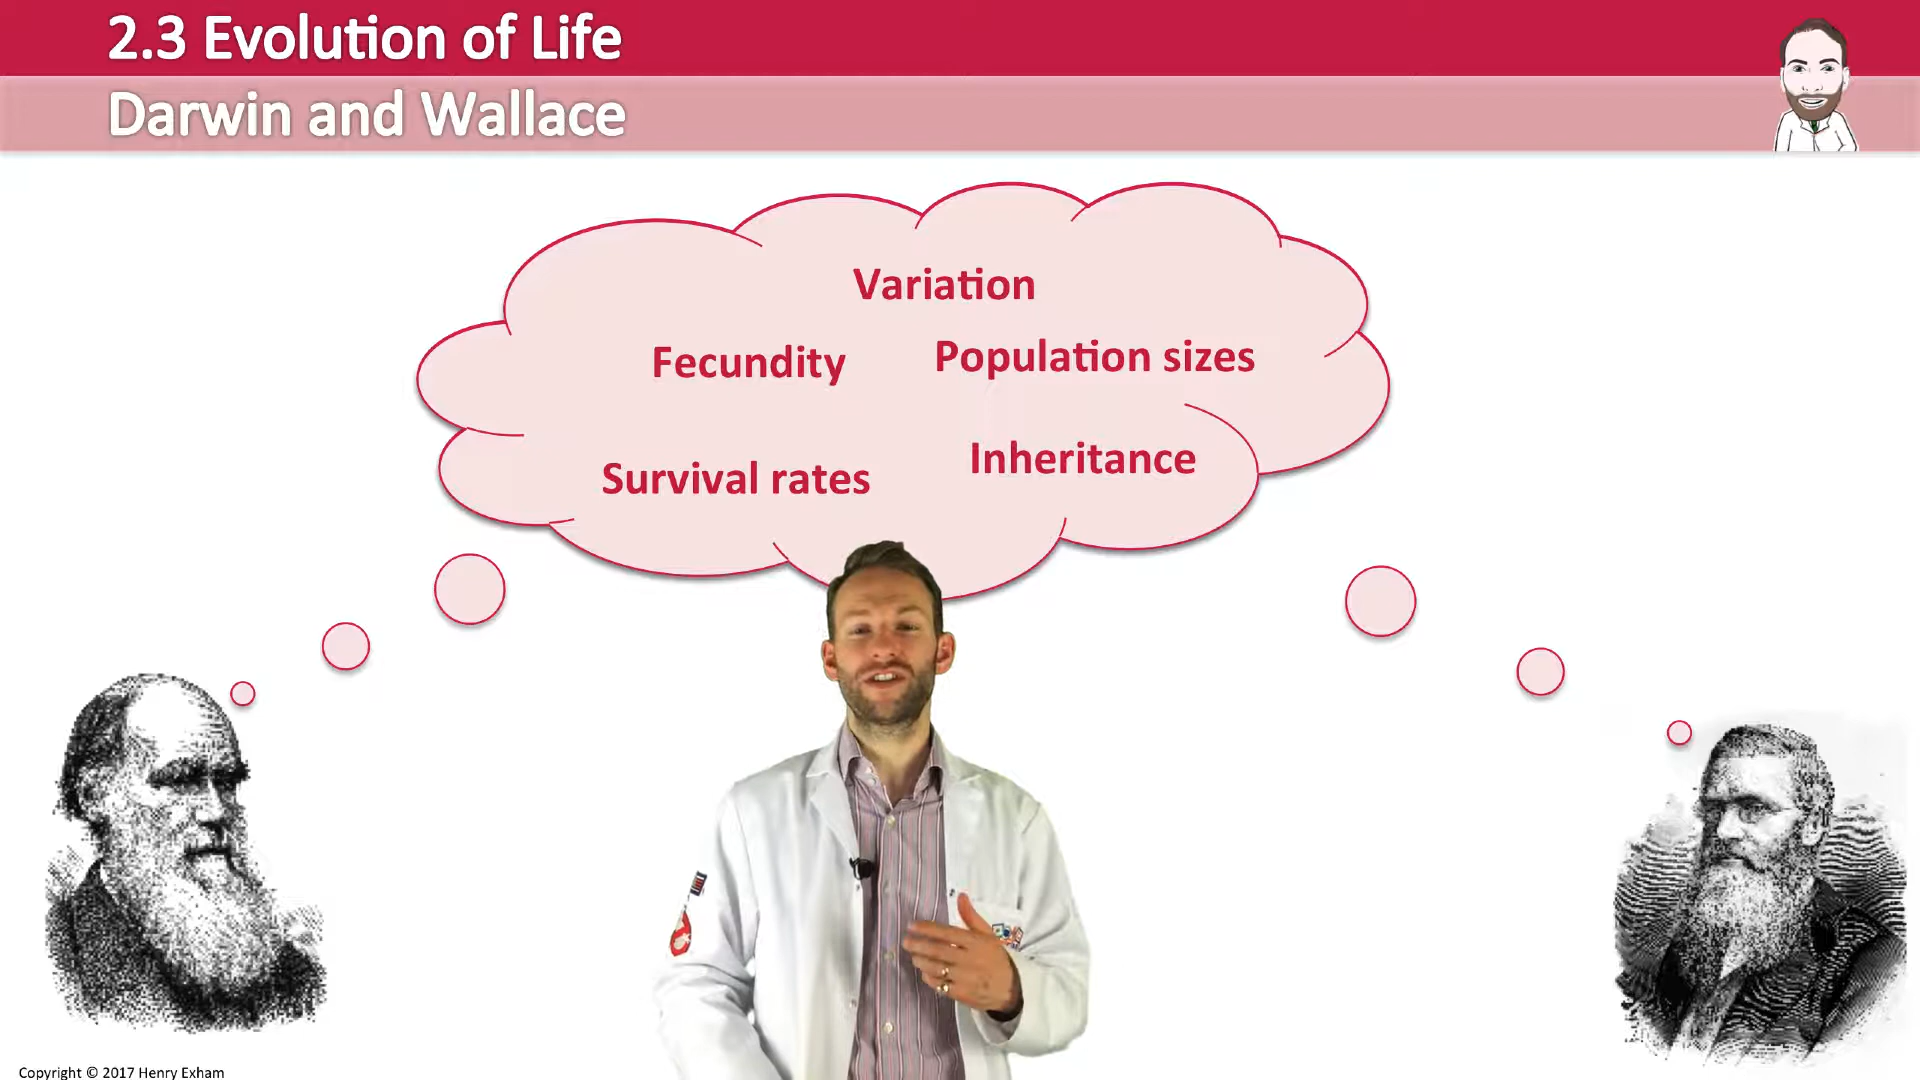 2.3 Evolution of Life
Darwin and Wallace
Variation
Fecundity
Population sizes
Survival rates
Inheritance
Copyright © 2017 Henry Exham